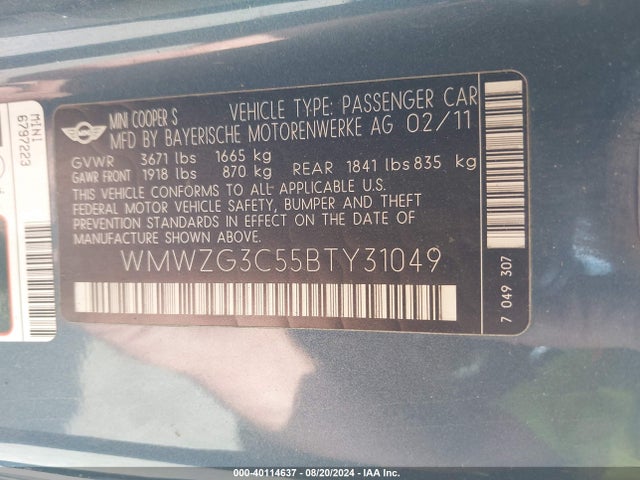 MINI
6797223
MINI COOPER S VEHICLE TYPE: PASSENGER CAR
MFD BY BAYERISCHE MOTORENWERKE AG 02/11
GVWR 3671 lbs 1665 kg
GAWR FRONT 1918 lbs 870 kg REAR 1841 lbs 835 kg
THIS VEHICLE CONFORMS TO ALL APPLICABLE U.S.
FEDERAL MOTOR VEHICLE SAFETY, BUMPER AND THEFT
PREVENTION STANDARDS IN EFFECT ON THE DATE OF
MANUFACTURE SHOWN ABOVE.
WMWZG3C55BTY31049
7 049 307
000-40114637 - 08/20/2024 - IAA Inc.